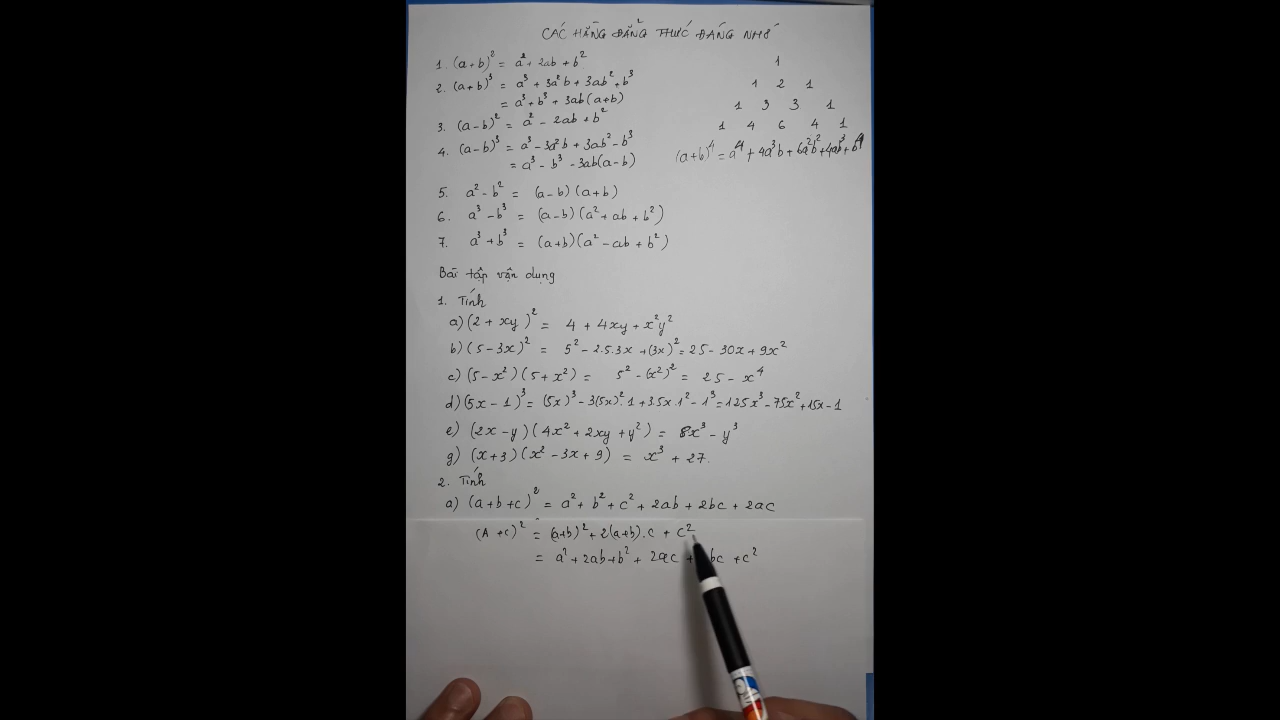 CÁC HẰNG ĐẲNG THỨC ĐÁNG NHỚ
1. (a+b)² = a² + 2ab + b²
2. (a+b)³ = a³ + 3a²b + 3ab² + b³
= a³ + b³ + 3ab(a+b)
3. (a-b)² = a² - 2ab + b²
4. (a-b)³ = a³ - 3a²b + 3ab² - b³
= a³ - b³ - 3ab(a-b)
1
1 2 1
1 3 3 1
1 4 6 4 1
(a+b)⁴ = a⁴ + 4a³b + 6a²b² + 4ab³ + b⁴
5. a² - b² = (a-b)(a+b)
6. a³ - b³ = (a-b)(a² + ab + b²)
7. a³ + b³ = (a+b)(a² - ab + b²)
Bài tập vận dụng
1. Tính
a) (2 + xy)² = 4 + 4xy + x²y²
b) (5 - 3x)² = 5² - 2.5.3x + (3x)² = 25 - 30x + 9x²
c) (5 - x²)(5 + x²) = 5² - (x²)² = 25 - x⁴
d) (5x - 1)³ = (5x)³ - 3(5x)².1 + 3.5x.1² - 1³ = 125x³ - 75x² + 15x - 1
e) (2x - y)(4x² + 2xy + y²) = 8x³ - y³
g) (x+3)(x² - 3x + 9) = x³ + 27.
2. Tính
a) (a+b+c)² = a² + b² + c² + 2ab + 2bc + 2ac
(A + c)² = (a+b)² + 2(a+b).c + c²
= a² + 2ab + b² + 2ac + bc + c²